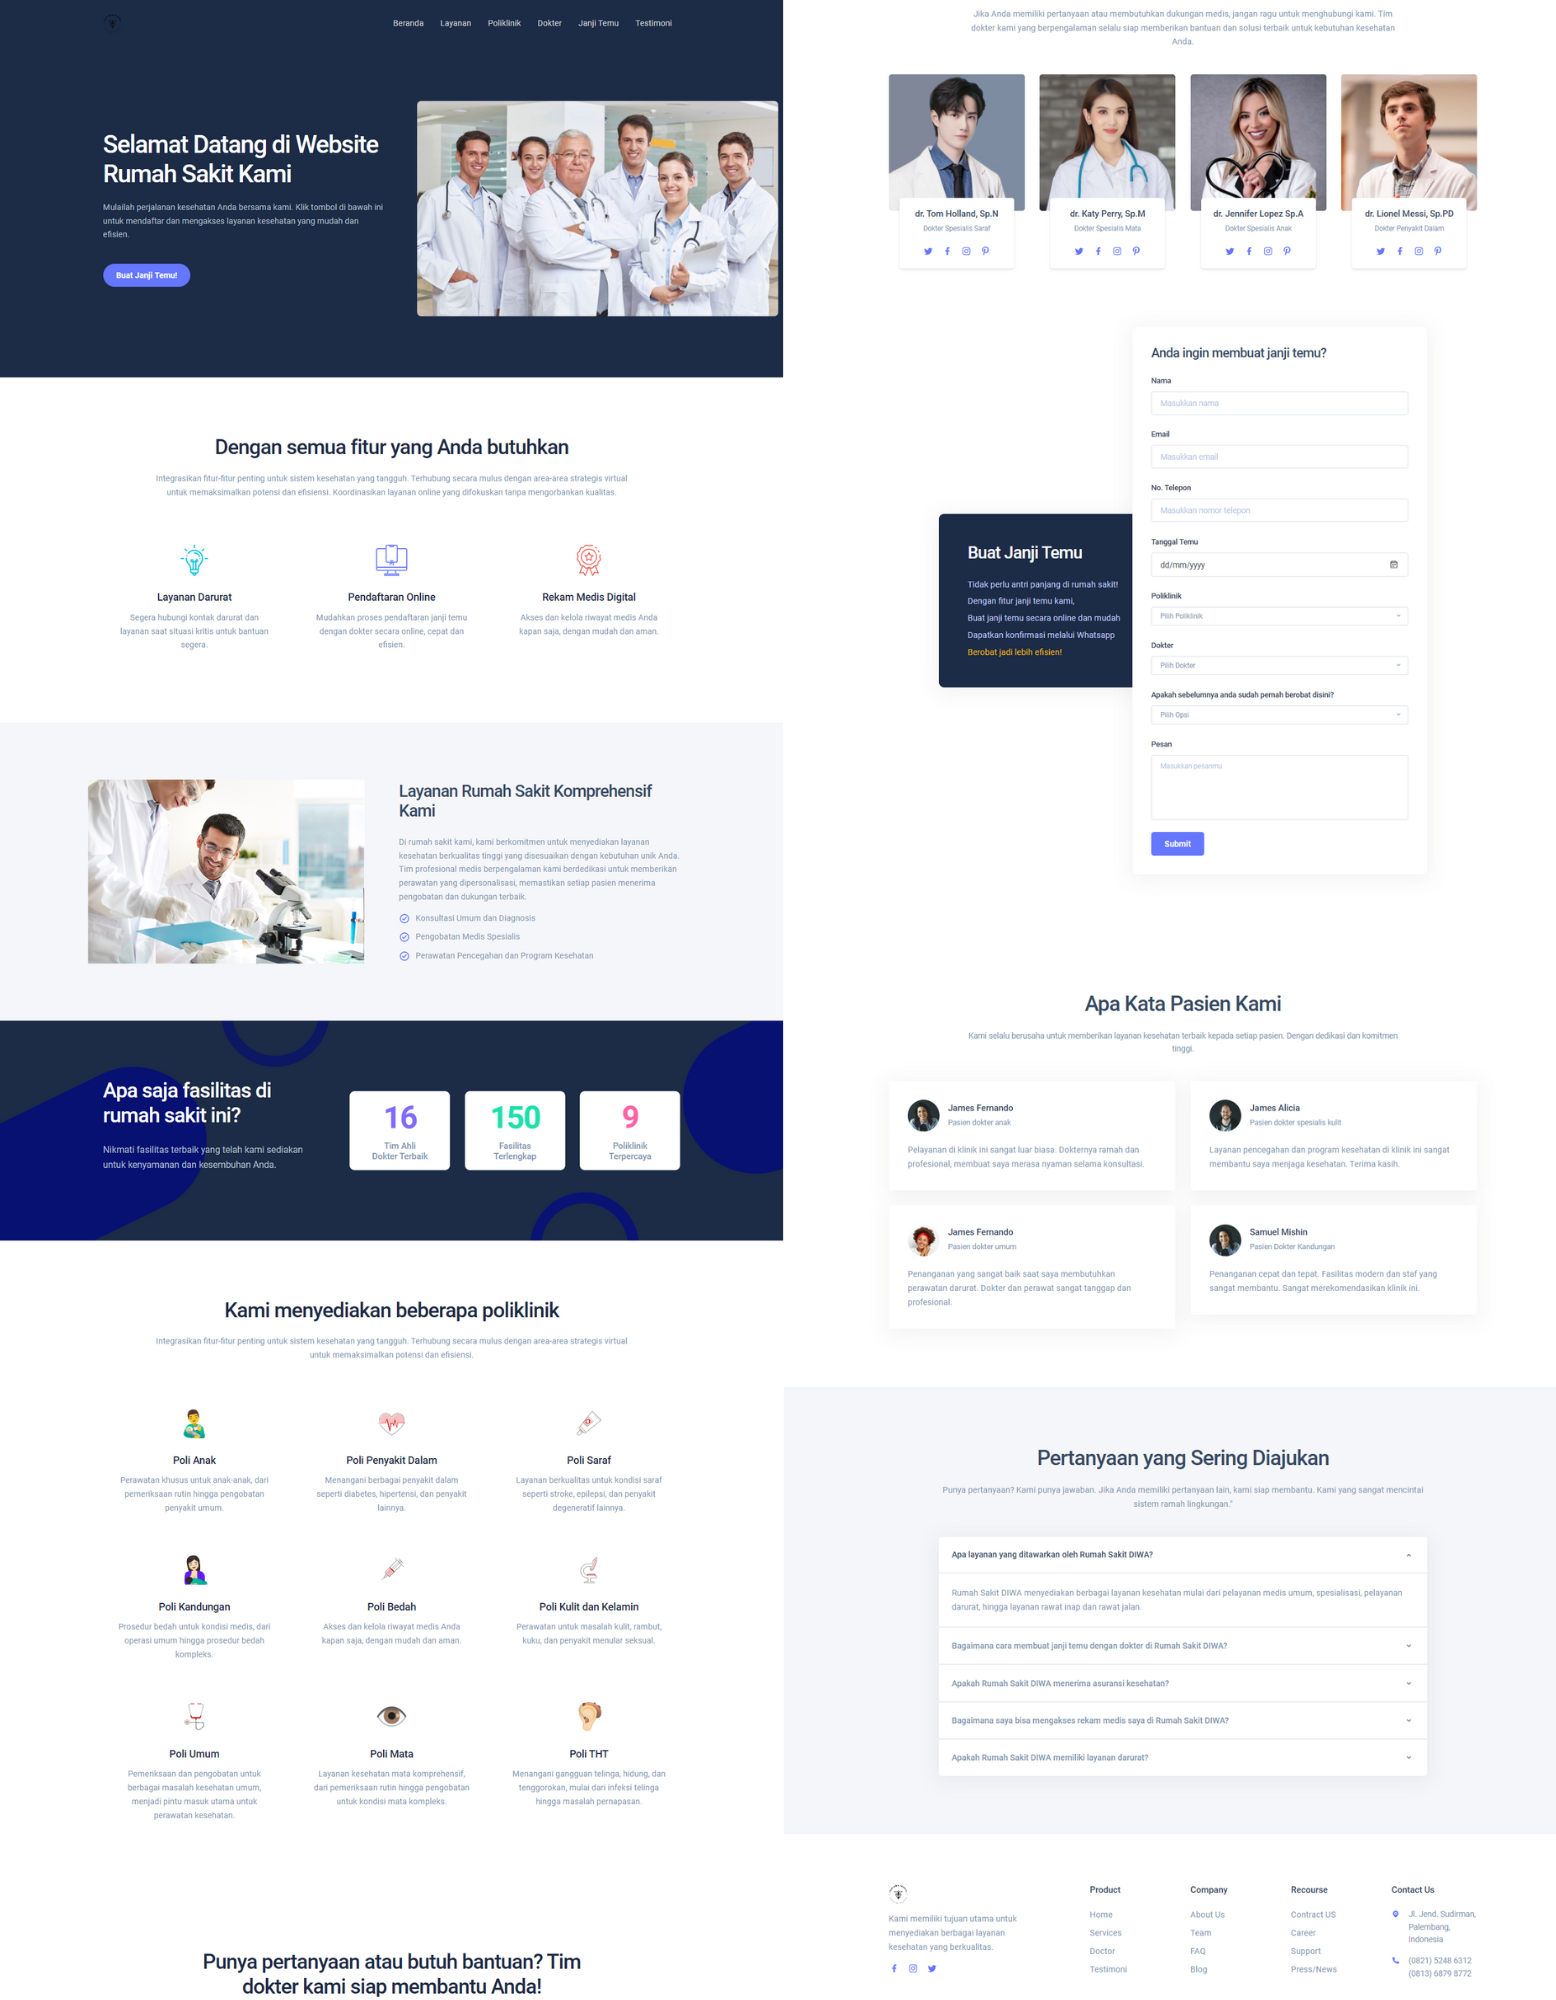 Beranda Layanan Poliklinik Dokter Janji Temu Testimoni
Selamat Datang di Website
Rumah Sakit Kami
Mulailah perjalanan kesehatan Anda bersama kami. Klik tombol di bawah ini
untuk mendaftar dan mengakses layanan kesehatan yang mudah dan
efisien.
Buat Janji Temu!
Dengan semua fitur yang Anda butuhkan
Integrasikan fitur-fitur penting untuk sistem kesehatan yang tangguh. Terhubung secara mulus dengan area-area strategis virtual
untuk memaksimalkan potensi dan efisiensi. Koordinasikan layanan online yang difokuskan tanpa mengorbankan kualitas.
Layanan Darurat
Segera hubungi kontak darurat dan
layanan saat situasi kritis untuk bantuan
segera.
Pendaftaran Online
Mudahkan proses pendaftaran janji temu
dengan dokter secara online, cepat dan
efisien.
Rekam Medis Digital
Akses dan kelola riwayat medis Anda
kapan saja, dengan mudah dan aman.
Layanan Rumah Sakit Komprehensif
Kami
Di rumah sakit kami, kami berkomitmen untuk menyediakan layanan
kesehatan berkualitas tinggi yang disesuaikan dengan kebutuhan unik Anda.
Tim profesional medis berpengalaman kami berdedikasi untuk memberikan
perawatan yang dipersonalisasi, memastikan setiap pasien menerima
pengobatan dan dukungan terbaik.
Konsultasi Umum dan Diagnosis
Pengobatan Medis Spesialis
Perawatan Pencegahan dan Program Kesehatan
Apa saja fasilitas di
rumah sakit ini?
Nikmati fasilitas terbaik yang telah kami sediakan
untuk kenyamanan dan kesembuhan Anda.
16
Tim Ahli
Dokter Terbaik
150
Fasilitas
Terlengkap
9
Poliklinik
Terpercaya
Kami menyediakan beberapa poliklinik
Integrasikan fitur-fitur penting untuk sistem kesehatan yang tangguh. Terhubung secara mulus dengan area-area strategis virtual
untuk memaksimalkan potensi dan efisiensi.
Poli Anak
Perawatan khusus untuk anak-anak, dari
pemeriksaan rutin hingga pengobatan
penyakit umum.
Poli Penyakit Dalam
Menangani berbagai penyakit dalam
seperti diabetes, hipertensi, dan penyakit
lainnya.
Poli Saraf
Layanan berkualitas untuk kondisi saraf
seperti stroke, epilepsi, dan penyakit
degeneratif lainnya.
Poli Kandungan
Prosedur bedah untuk kondisi medis, dari
operasi umum hingga prosedur bedah
kompleks.
Poli Bedah
Akses dan kelola riwayat medis Anda
kapan saja, dengan mudah dan aman.
Poli Kulit dan Kelamin
Perawatan untuk masalah kulit, rambut,
kuku, dan penyakit menular seksual.
Poli Umum
Pemeriksaan dan pengobatan untuk
berbagai masalah kesehatan umum,
menjadi pintu masuk utama untuk
perawatan kesehatan.
Poli Mata
Layanan kesehatan mata komprehensif,
dari pemeriksaan rutin hingga pengobatan
untuk kondisi mata kompleks.
Poli THT
Menangani gangguan telinga, hidung, dan
tenggorokan, mulai dari infeksi telinga
hingga masalah pernapasan.
Punya pertanyaan atau butuh bantuan? Tim
dokter kami siap membantu Anda!
Jika Anda memiliki pertanyaan atau membutuhkan dukungan medis, jangan ragu untuk menghubungi kami. Tim
dokter kami yang berpengalaman selalu siap memberikan bantuan dan solusi terbaik untuk kebutuhan kesehatan
Anda.
dr. Tom Holland, Sp.N
Dokter Spesialis Saraf
dr. Katy Perry, Sp.M
Dokter Spesialis Mata
dr. Jennifer Lopez Sp.A
Dokter Spesialis Anak
dr. Lionel Messi, Sp.PD
Dokter Penyakit Dalam
Buat Janji Temu
Tidak perlu antri panjang di rumah sakit!
Dengan fitur janji temu kami,
Buat janji temu secara online dan mudah
Dapatkan konfirmasi melalui Whatsapp
Berobat jadi lebih efisien!
Anda ingin membuat janji temu?
Nama
Masukkan nama
Email
Masukkan email
No. Telepon
Masukkan nomor telepon
Tanggal Temu
dd/mm/yyyy
Poliklinik
Pilih Poliklinik
Dokter
Pilih Dokter
Apakah sebelumnya anda sudah pernah berobat disini?
Pilih Opsi
Pesan
Masukkan pesanmu
Submit
Apa Kata Pasien Kami
Kami selalu berusaha untuk memberikan layanan kesehatan terbaik kepada setiap pasien. Dengan dedikasi dan komitmen
tinggi.
James Fernando
Pasien dokter anak
Pelayanan di klinik ini sangat luar biasa. Dokternya ramah dan
profesional, membuat saya merasa nyaman selama konsultasi.
James Alicia
Pasien dokter spesialis kulit
Layanan pencegahan dan program kesehatan di klinik ini sangat
membantu saya menjaga kesehatan. Terima kasih.
James Fernando
Pasien dokter umum
Penanganan yang sangat baik saat saya membutuhkan
perawatan darurat. Dokter dan perawat sangat tanggap dan
profesional.
Samuel Mishin
Pasien Dokter Kandungan
Penanganan cepat dan tepat. Fasilitas modern dan staf yang
sangat membantu. Sangat merekomendasikan klinik ini.
Pertanyaan yang Sering Diajukan
Punya pertanyaan? Kami punya jawaban. Jika Anda memiliki pertanyaan lain, kami siap membantu. Kami yang sangat mencintai
sistem ramah lingkungan."
Apa layanan yang ditawarkan oleh Rumah Sakit DIWA?
Rumah Sakit DIWA menyediakan berbagai layanan kesehatan mulai dari pelayanan medis umum, spesialisasi, pelayanan
darurat, hingga layanan rawat inap dan rawat jalan.
Bagaimana cara membuat janji temu dengan dokter di Rumah Sakit DIWA?
Apakah Rumah Sakit DIWA menerima asuransi kesehatan?
Bagaimana saya bisa mengakses rekam medis saya di Rumah Sakit DIWA?
Apakah Rumah Sakit DIWA memiliki layanan darurat?
Kami memiliki tujuan utama untuk
menyediakan berbagai layanan
kesehatan yang berkualitas.
Product
Home
Services
Doctor
Testimoni
Company
About Us
Team
FAQ
Blog
Recourse
Contract US
Career
Support
Press/News
Contact Us
Jl. Jend. Sudirman,
Palembang,
Indonesia
(0821) 5248 6312
(0813) 6879 8772